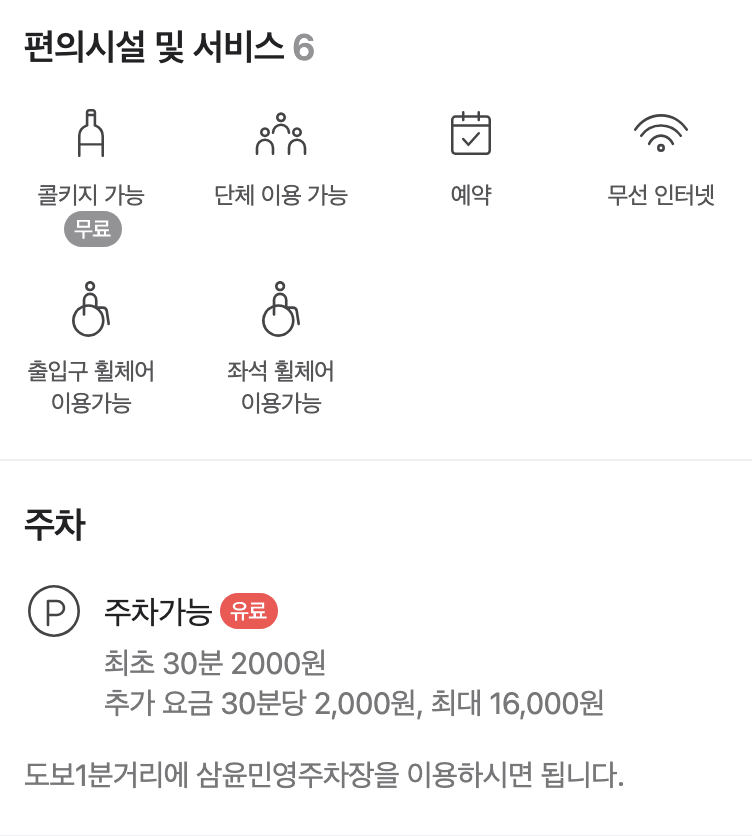 편의시설 및 서비스 6
콜키지 가능
무료
단체 이용 가능
예약
무선 인터넷
출입구 휠체어
이용가능
좌석 휠체어
이용가능
주차
P 주차가능 유료
최초 30분 2000원
추가 요금 30분당 2,000원, 최대 16,000원
도보1분거리에 삼윤민영주차장을 이용하시면 됩니다.